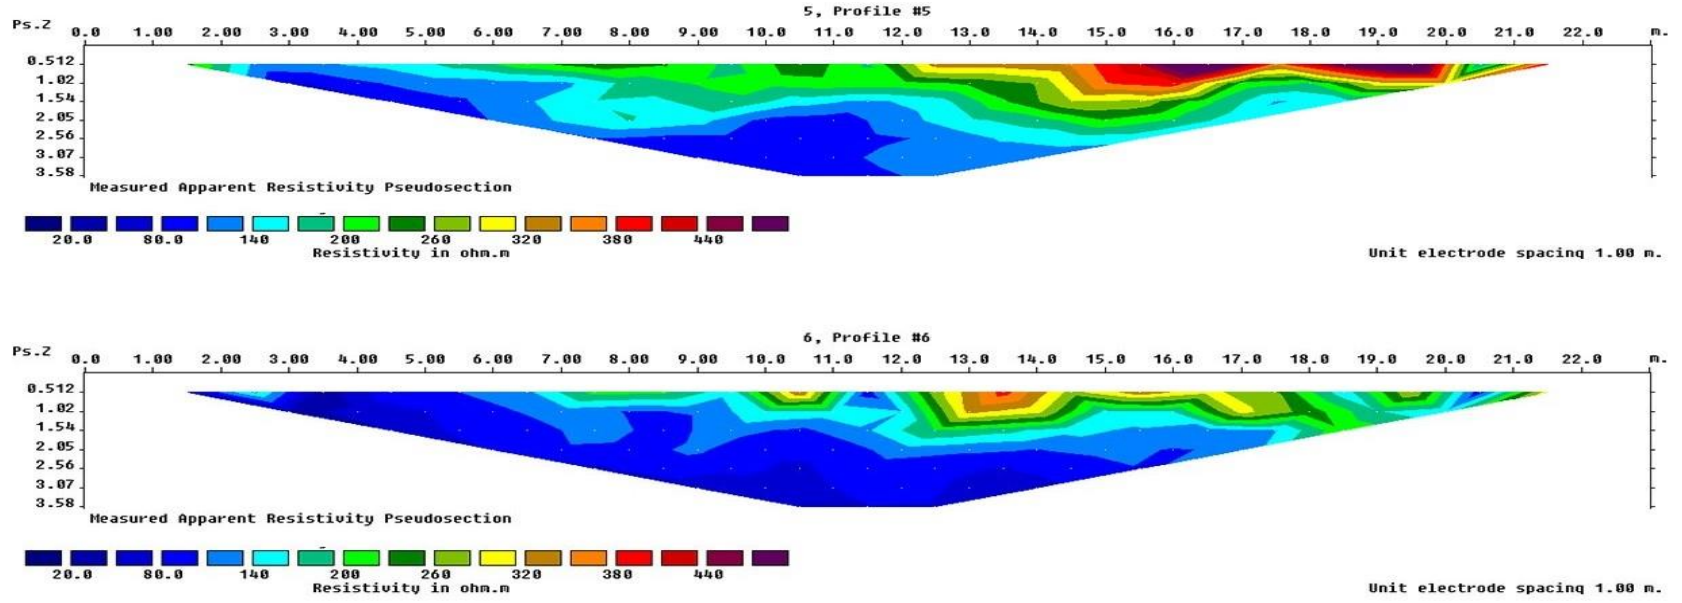 5, Profile #5
Ps.Z 0.0 1.00 2.00 3.00 4.00 5.00 6.00 7.00 8.00 9.00 10.0 11.0 12.0 13.0 14.0 15.0 16.0 17.0 18.0 19.0 20.0 21.0 22.0 m.
0.512
1.02
1.54
2.05
2.56
3.07
3.58
Measured Apparent Resistivity Pseudosection
20.0 80.0 140 200 260 320 380 440
Resistivity in ohm.m
Unit electrode spacing 1.00 m.
6, Profile #6
Ps.Z 0.0 1.00 2.00 3.00 4.00 5.00 6.00 7.00 8.00 9.00 10.0 11.0 12.0 13.0 14.0 15.0 16.0 17.0 18.0 19.0 20.0 21.0 22.0 m.
0.512
1.02
1.54
2.05
2.56
3.07
3.58
Measured Apparent Resistivity Pseudosection
20.0 80.0 140 200 260 320 380 440
Resistivity in ohm.m
Unit electrode spacing 1.00 m.